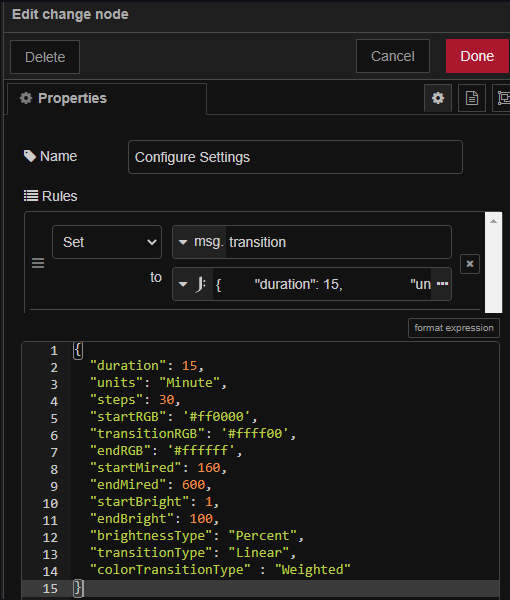 Edit change node
Delete
Cancel
Done
Properties
Name
Configure Settings
Rules
Set
msg. transition
to
J: { "duration": 15, "un ...
format expression
1 {
2 "duration": 15,
3 "units": "Minute",
4 "steps": 30,
5 "startRGB": '#ff0000',
6 "transitionRGB": '#ffff00',
7 "endRGB": '#ffffff',
8 "startMired": 160,
9 "endMired": 600,
10 "startBright": 1,
11 "endBright": 100,
12 "brightnessType": "Percent",
13 "transitionType": "Linear",
14 "colorTransitionType" : "Weighted"
15 }